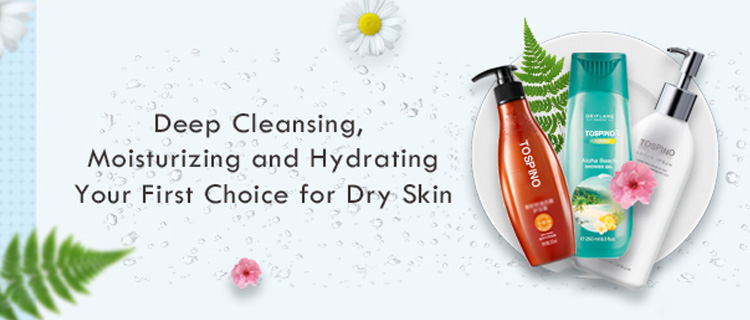 Deep Cleansing,
Moisturizing and Hydrating
Your First Choice for Dry Skin
TOSPINO
ORIFLAME
TOSPINO
Aloha Beach
SHOWER GEL
TOSPINO